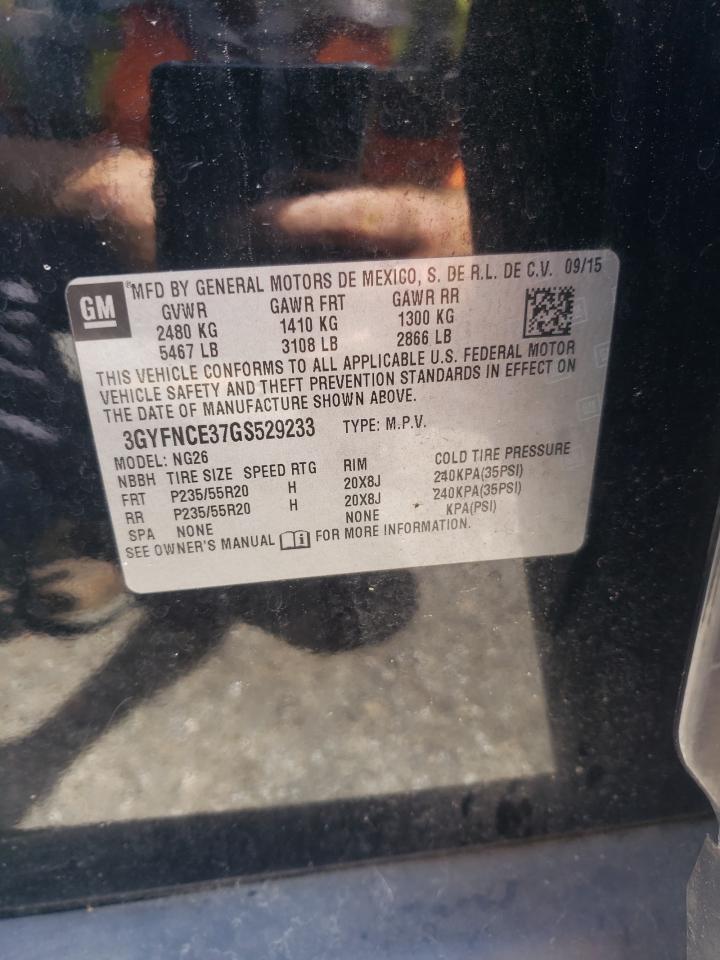 GM
®MFD BY GENERAL MOTORS DE MEXICO, S. DE R.L. DE C.V. 09/15
GVWR GAWR FRT GAWR RR
2480 KG 1410 KG 1300 KG
5467 LB 3108 LB 2866 LB
THIS VEHICLE CONFORMS TO ALL APPLICABLE U.S. FEDERAL MOTOR
VEHICLE SAFETY AND THEFT PREVENTION STANDARDS IN EFFECT ON
THE DATE OF MANUFACTURE SHOWN ABOVE.
3GYFNCE37GS529233 TYPE: M.P.V.
MODEL: NG26
NBBH TIRE SIZE SPEED RTG RIM COLD TIRE PRESSURE
FRT P235/55R20 H 20X8J 240KPA(35PSI)
RR P235/55R20 H 20X8J 240KPA(35PSI)
SPA NONE NONE KPA(PSI)
SEE OWNER'S MANUAL FOR MORE INFORMATION.